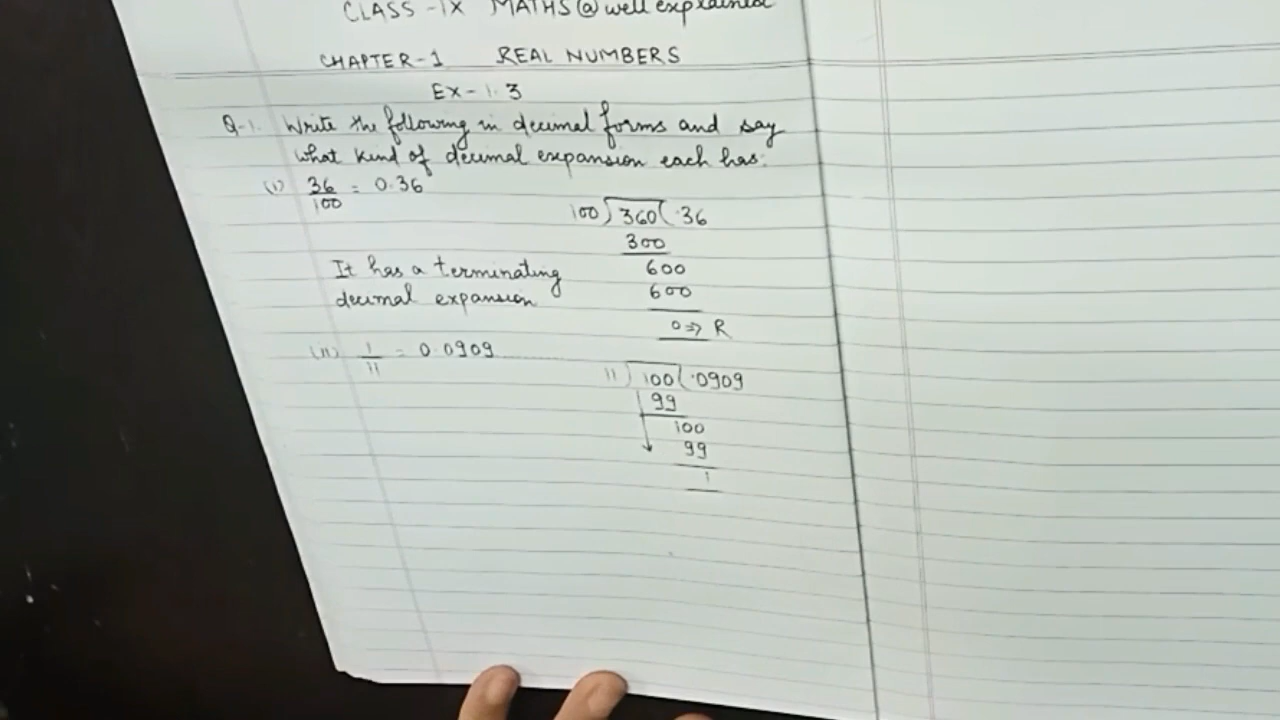 CLASS -IX MATHS @ well explained
CHAPTER-1 REAL NUMBERS
EX-1.3
Q-1. Write the following in decimal forms and say
what kind of decimal expansion each has:
(i) 36/100 = 0.36
100 ) 360 ( .36
300
600
600
0 ⇒ R
It has a terminating
decimal expansion
(ii) 1/11 = 0.0909
11 ) 100 ( .0909
99
100
99
1